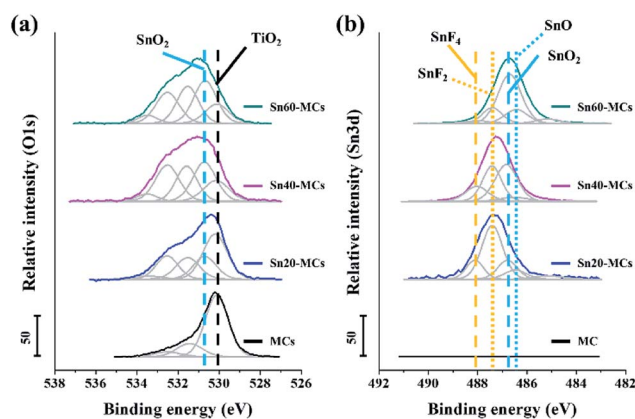 (a)
SnO2
TiO2
Sn60-MCs
Sn40-MCs
Sn20-MCs
MCs
50
Relative intensity (O1s)
538 536 534 532 530 528 526
Binding energy (eV)
(b)
SnF4
SnF2
SnO
SnO2
Sn60-MCs
Sn40-MCs
Sn20-MCs
MC
50
Relative intensity (Sn3d)
492 490 488 486 484 482
Binding energy (eV)